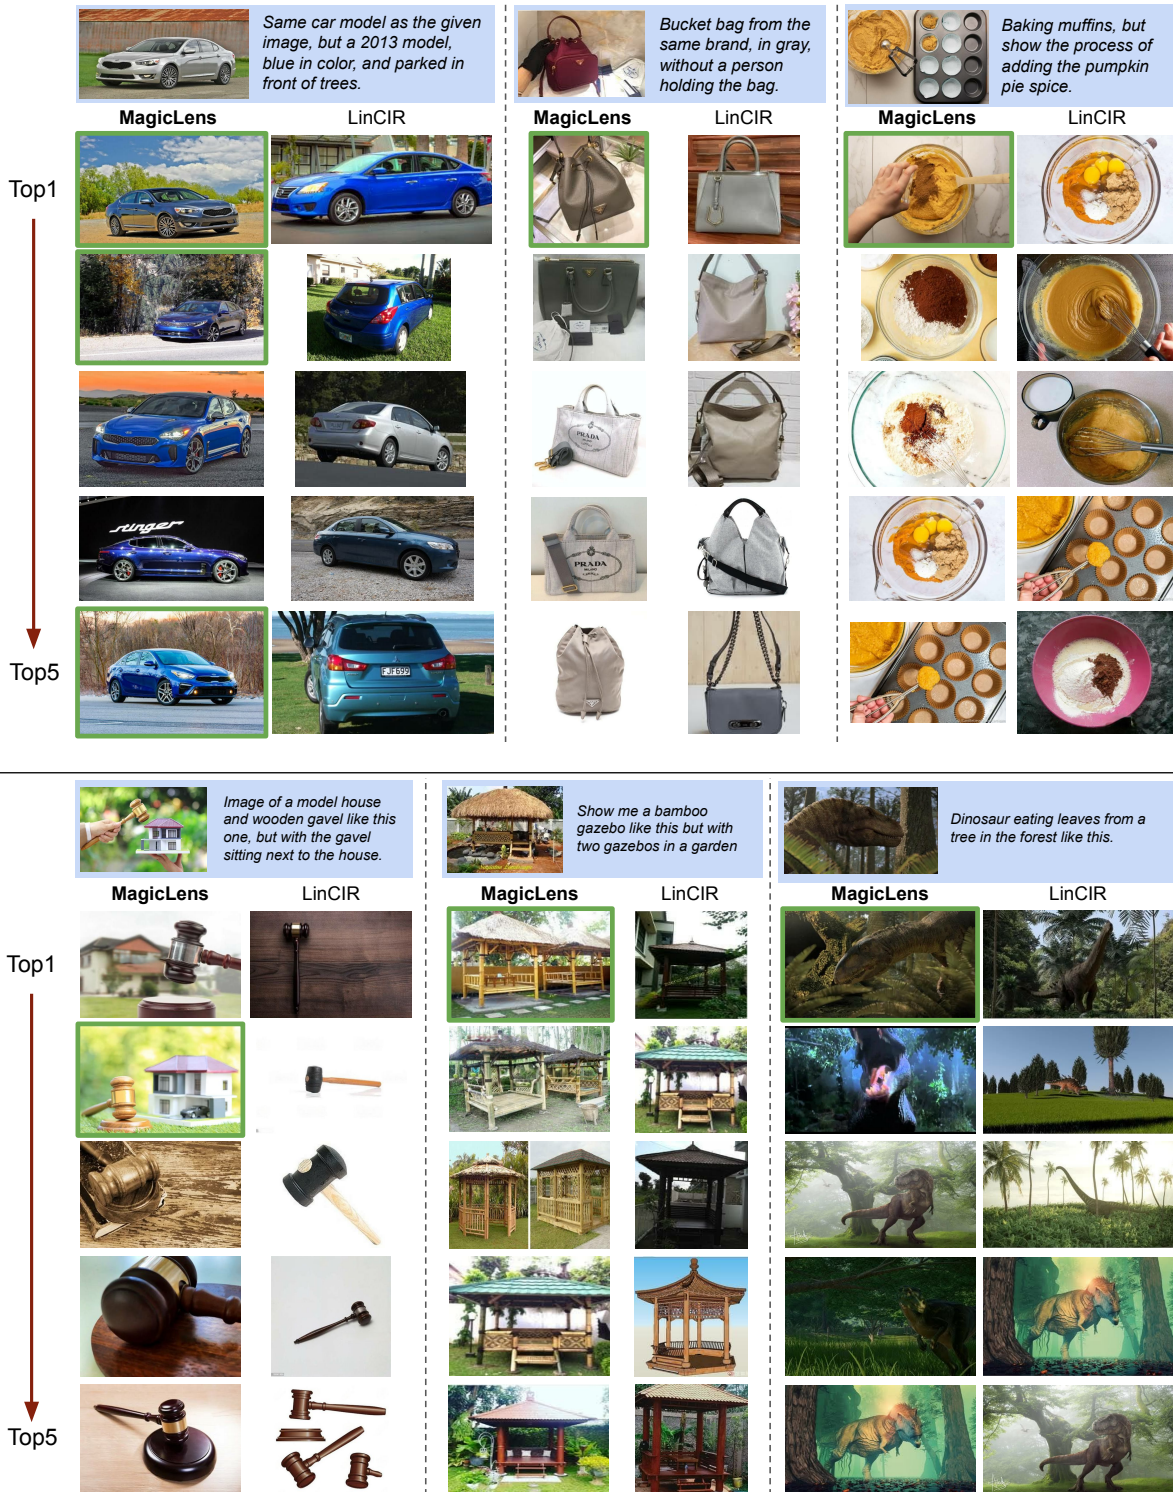 Same car model as the given
image, but a 2013 model,
blue in color, and parked in
front of trees.
Bucket bag from the
same brand, in gray,
without a person
holding the bag.
Baking muffins, but
show the process of
adding the pumpkin
pie spice.
MagicLens
LinCIR
MagicLens
LinCIR
MagicLens
LinCIR
Top1
PRADA
MILANO
stinger
PRADA
MILANO
Top5
FJF699
Image of a model house
and wooden gavel like this
one, but with the gavel
sitting next to the house.
Show me a bamboo
gazebo like this but with
two gazebos in a garden
Dinosaur eating leaves from a
tree in the forest like this.
MagicLens
LinCIR
MagicLens
LinCIR
MagicLens
LinCIR
Top1
Top5